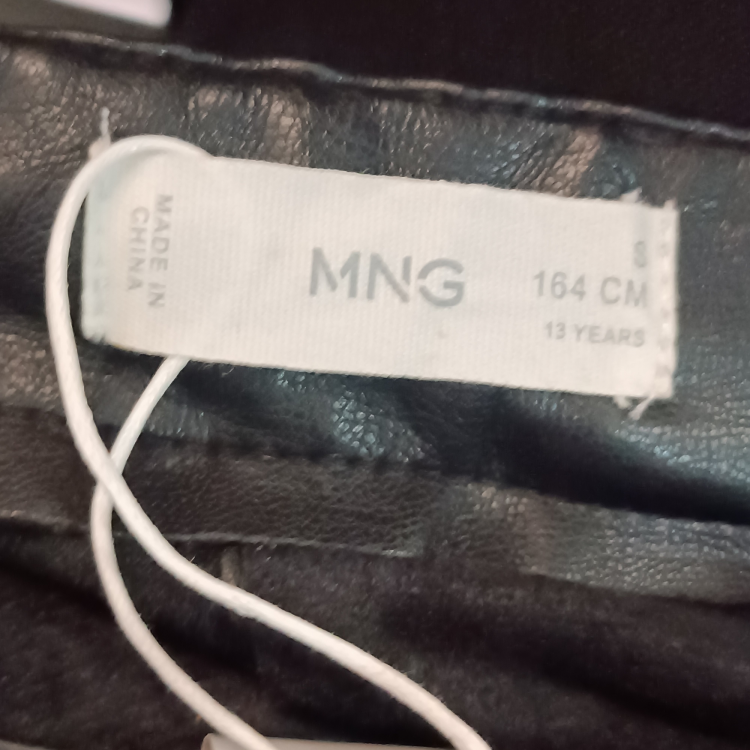 MADE IN
CHINA
MNG
S
164 CM
13 YEARS